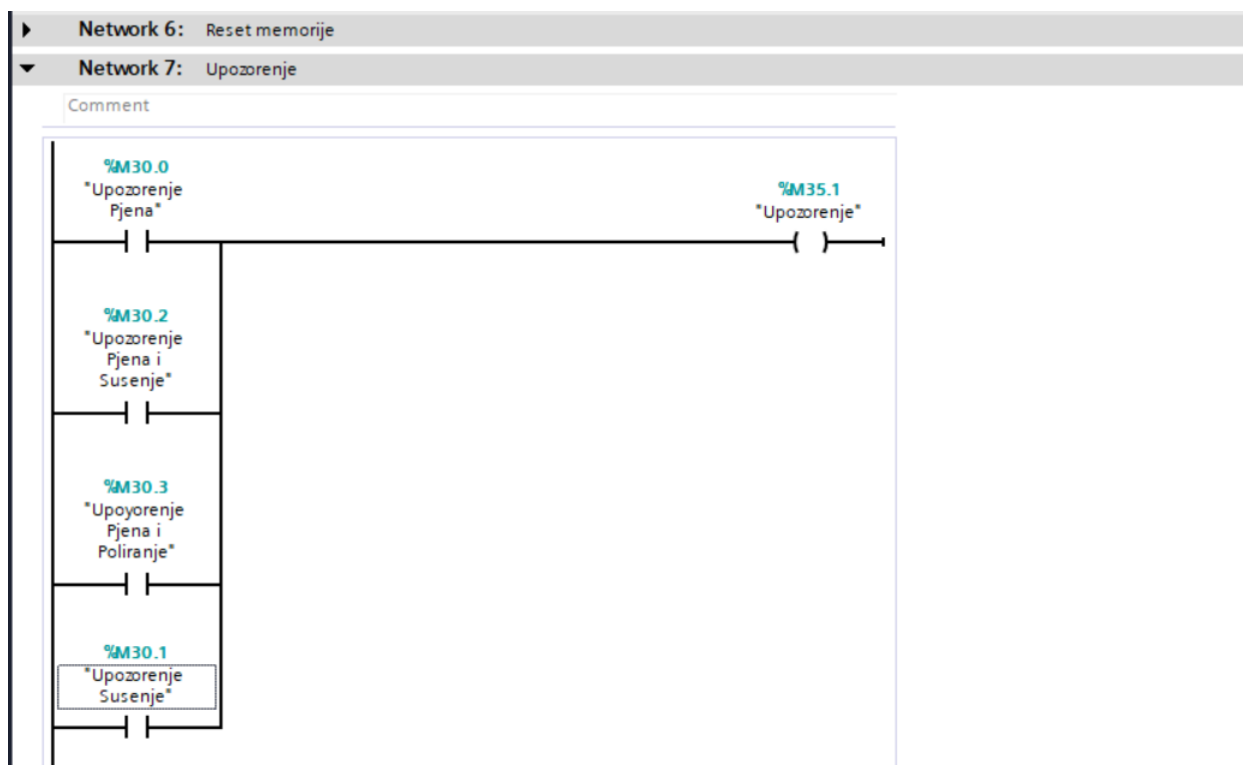 Network 6: Reset memorije
Network 7: Upozorenje
Comment
%M30.0
"Upozorenje
Pjena"
%M35.1
"Upozorenje"
%M30.2
"Upozorenje
Pjena i
Susenje"
%M30.3
"Upoyorenje
Pjena i
Poliranje"
%M30.1
"Upozorenje
Susenje"